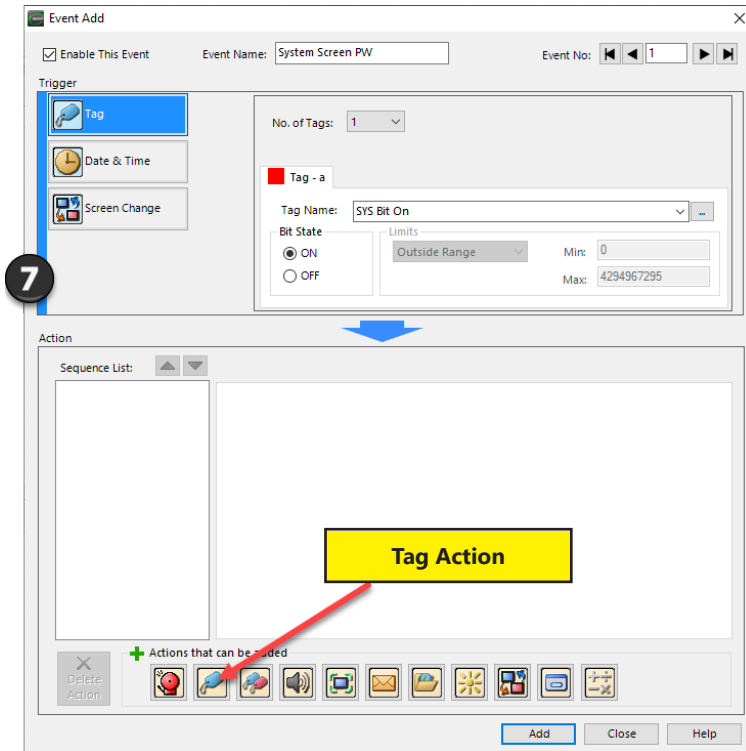 Event Add
Enable This Event Event Name: System Screen PW Event No: 1
Trigger
Tag
No. of Tags: 1
Date & Time
Tag - a
Screen Change
Tag Name: SYS Bit On ...
Bit State Limits
ON Outside Range Min: 0
OFF Max: 4294967295
7
Action
Sequence List:
Tag Action
Actions that can be added
Delete
Action
Add Close Help